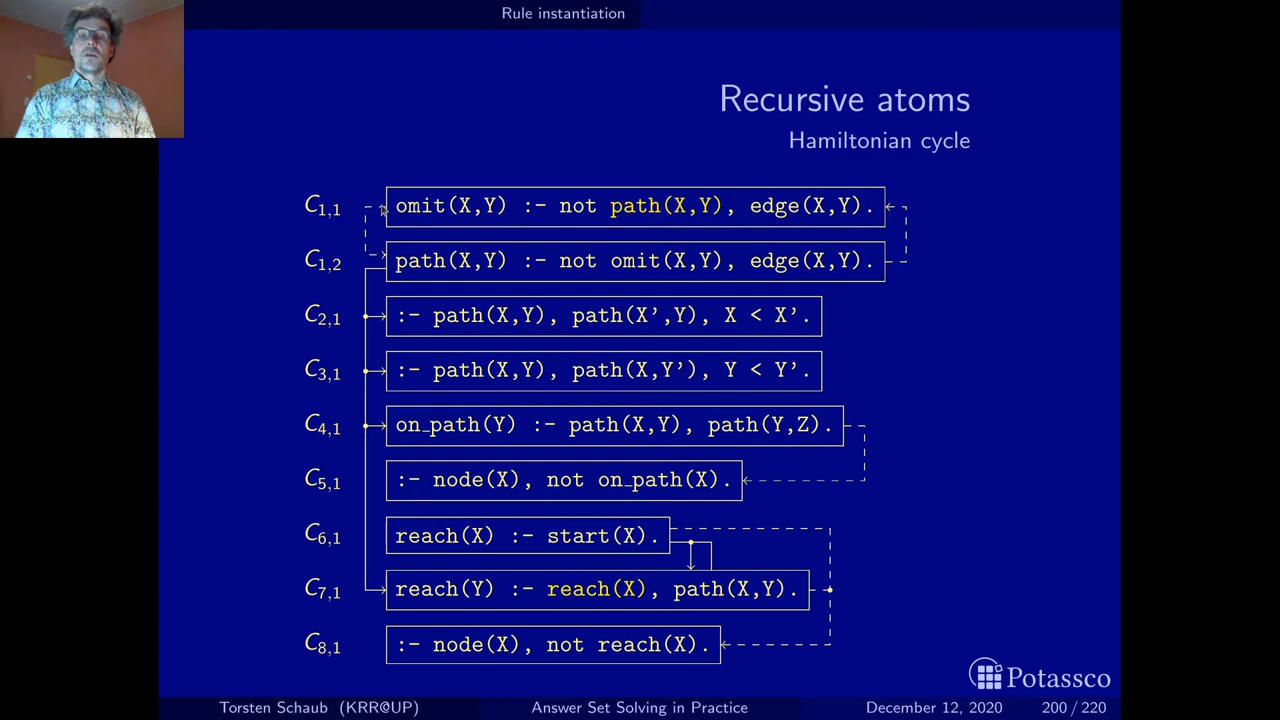 Rule instantiation
Recursive atoms
Hamiltonian cycle
C1,1 omit(X,Y) :- not path(X,Y), edge(X,Y).
C1,2 path(X,Y) :- not omit(X,Y), edge(X,Y).
C2,1 :- path(X,Y), path(X',Y), X < X'.
C3,1 :- path(X,Y), path(X,Y'), Y < Y'.
C4,1 on_path(Y) :- path(X,Y), path(Y,Z).
C5,1 :- node(X), not on_path(X).
C6,1 reach(X) :- start(X).
C7,1 reach(Y) :- reach(X), path(X,Y).
C8,1 :- node(X), not reach(X).
Potassco
Torsten Schaub (KRR@UP) Answer Set Solving in Practice December 12, 2020 200 / 220